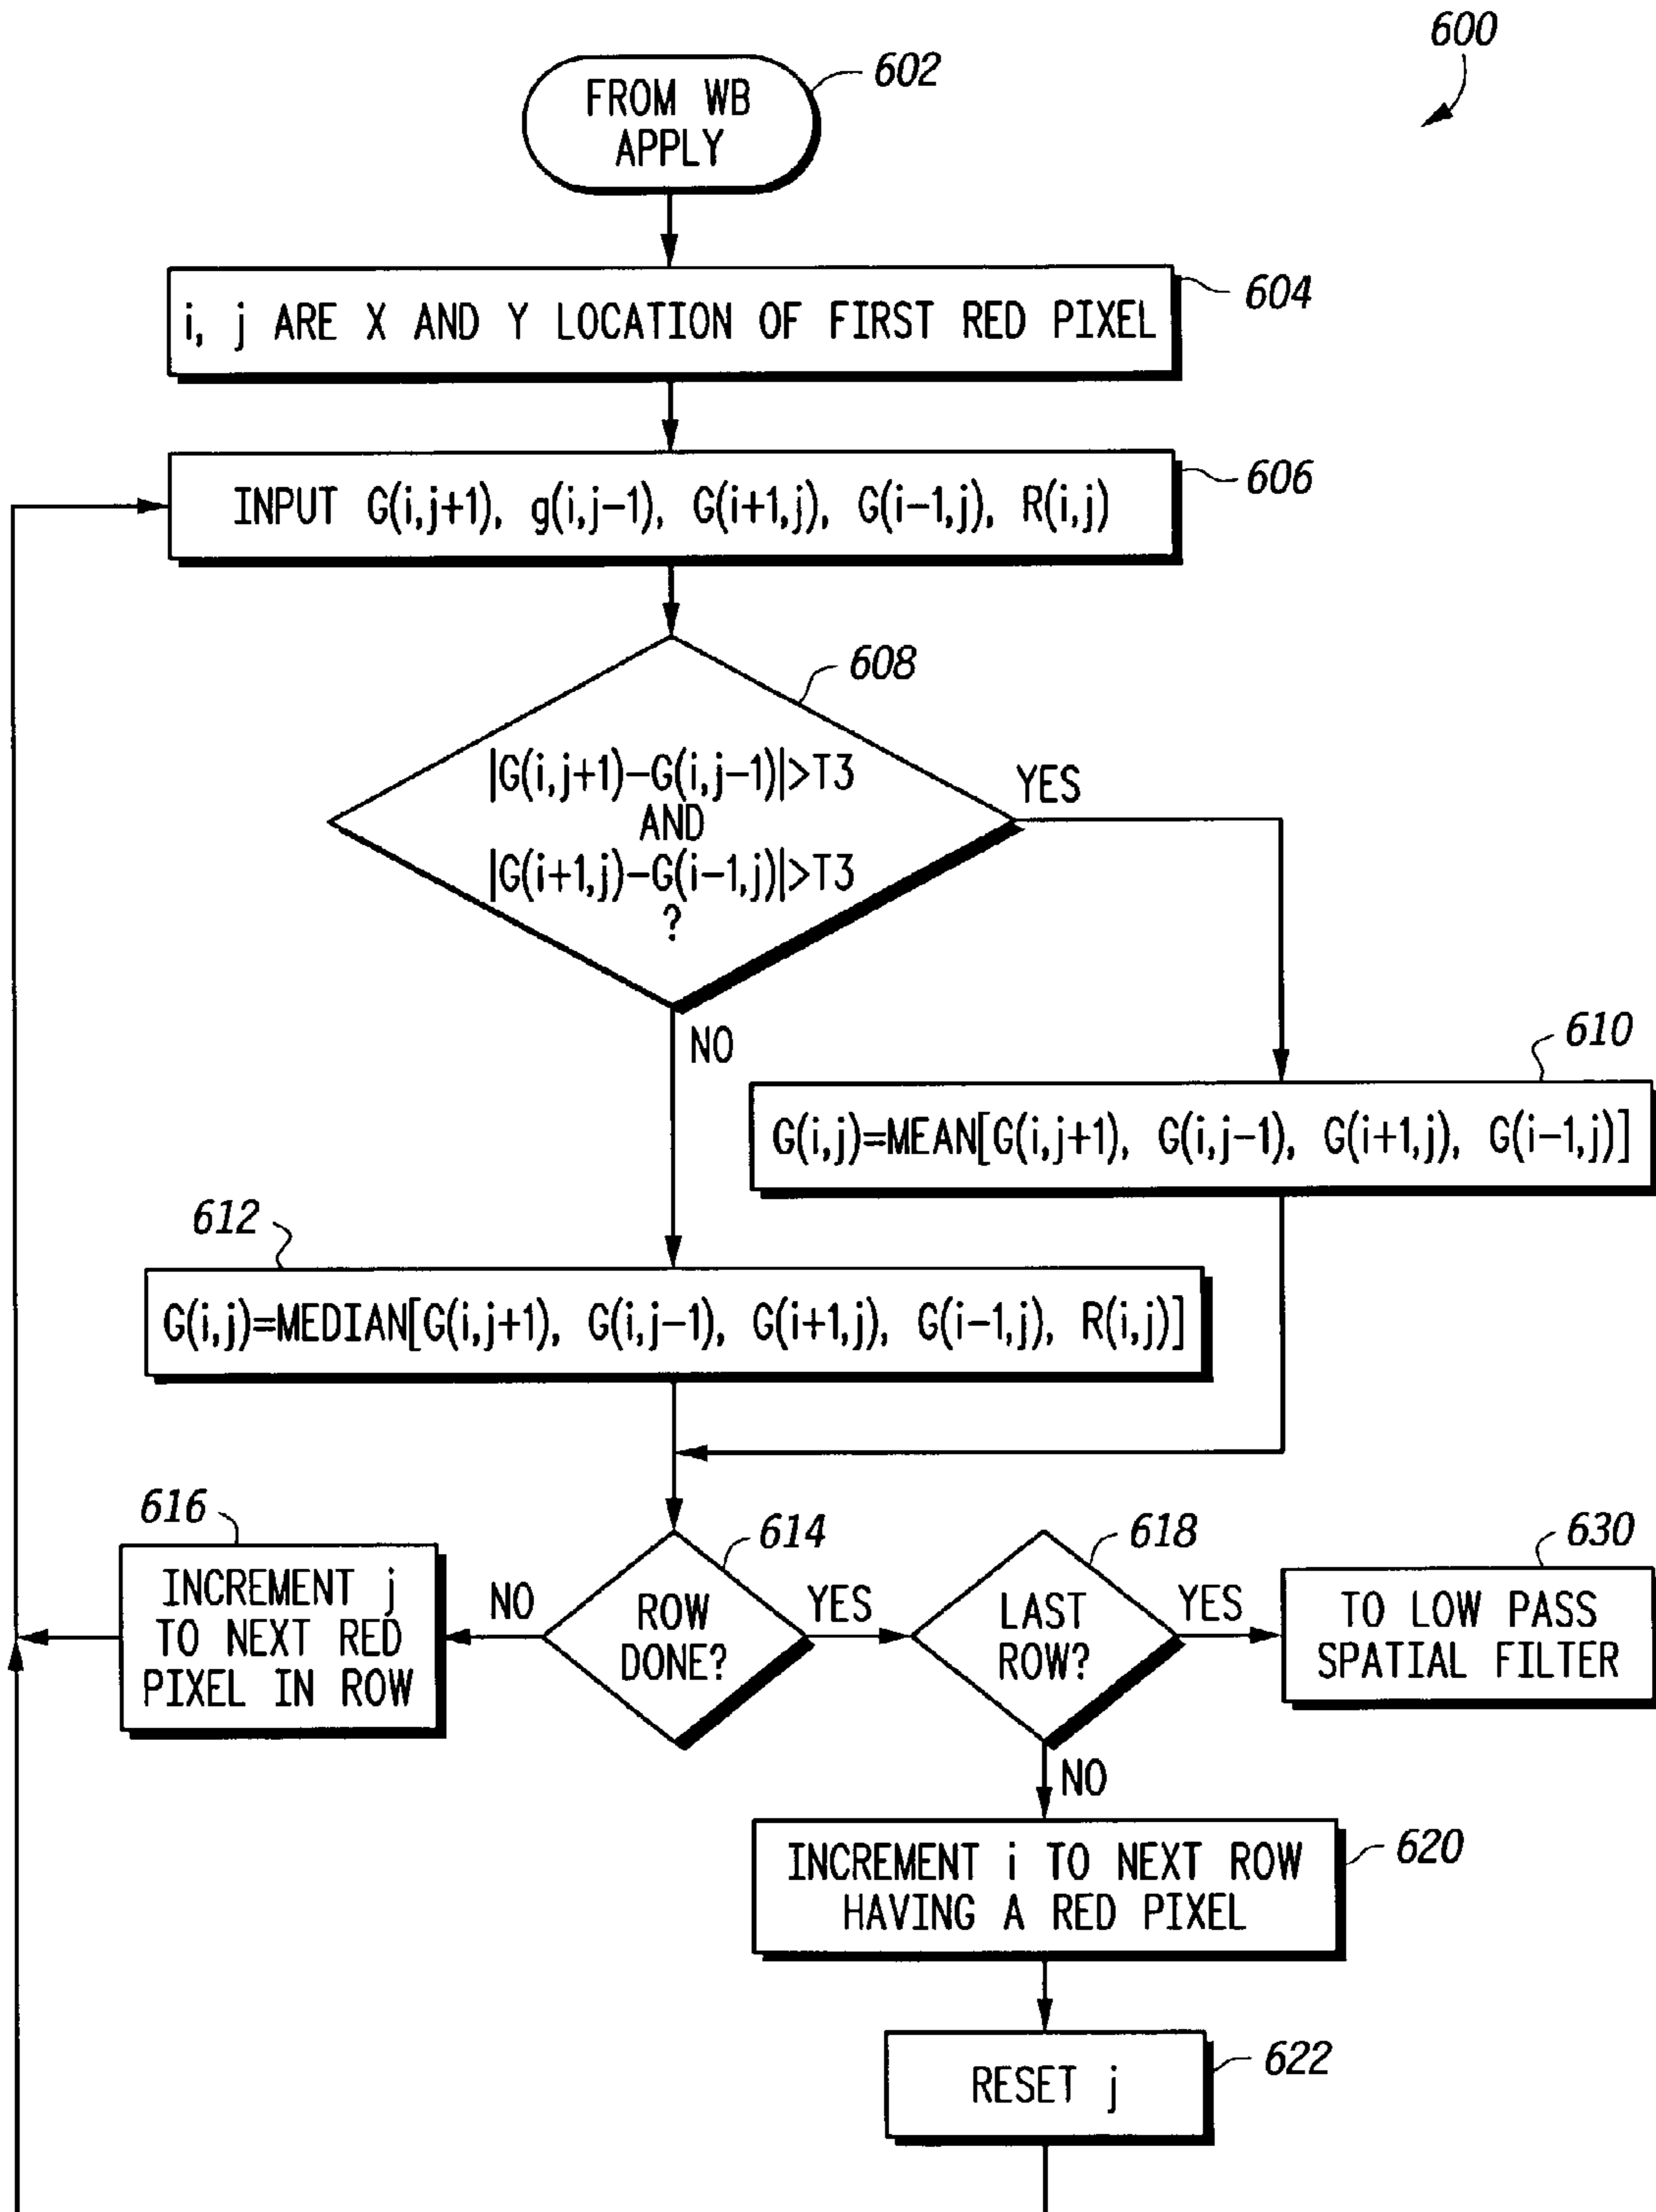 600
602
FROM WB
APPLY
604
i, j ARE X AND Y LOCATION OF FIRST RED PIXEL
606
INPUT G(i,j+1), g(i,j−1), G(i+1,j), G(i−1,j), R(i,j)
608
|G(i,j+1)−G(i,j−1)|>T3
AND
|G(i+1,j)−G(i−1,j)|>T3
?
YES
NO
610
G(i,j)=MEAN[G(i,j+1), G(i,j−1), G(i+1,j), G(i−1,j)]
612
G(i,j)=MEDIAN[G(i,j+1), G(i,j−1), G(i+1,j), G(i−1,j), R(i,j)]
616
INCREMENT j
TO NEXT RED
PIXEL IN ROW
NO
614
ROW
DONE?
YES
618
LAST
ROW?
YES
630
TO LOW PASS
SPATIAL FILTER
NO
620
INCREMENT i TO NEXT ROW
HAVING A RED PIXEL
622
RESET j